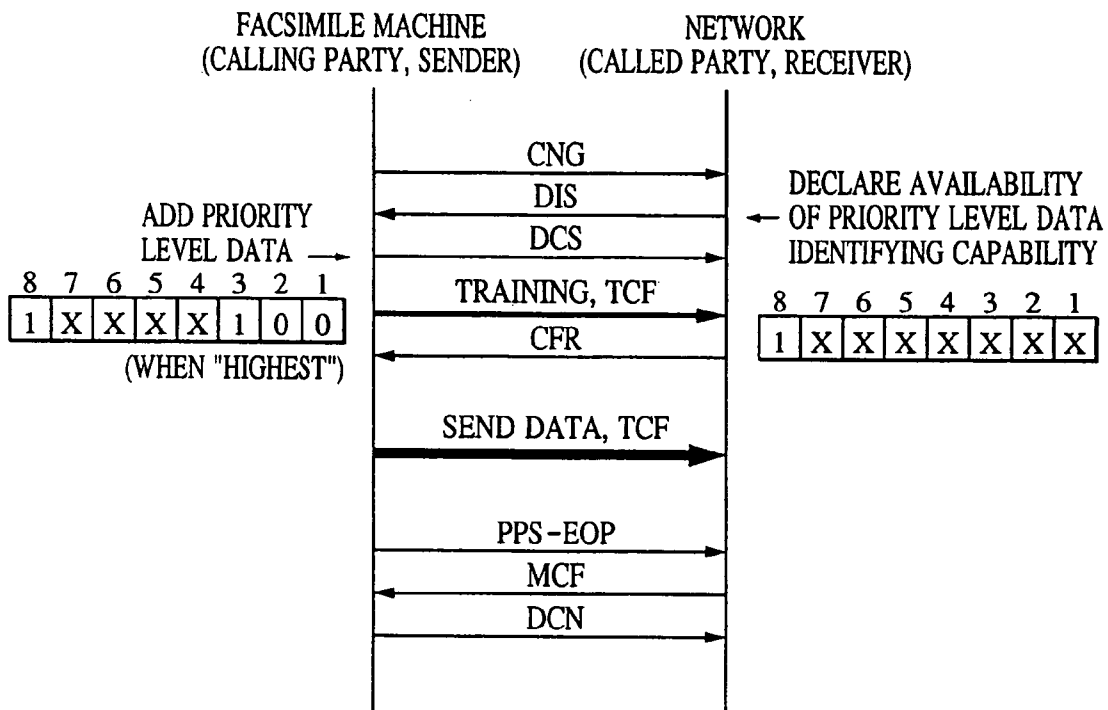 FACSIMILE MACHINE
(CALLING PARTY, SENDER)
NETWORK
(CALLED PARTY, RECEIVER)
CNG
DIS
DCS
TRAINING, TCF
CFR
SEND DATA, TCF
PPS-EOP
MCF
DCN
ADD PRIORITY
LEVEL DATA
8 7 6 5 4 3 2 1
1 X X X X 1 0 0
(WHEN "HIGHEST")
DECLARE AVAILABILITY
OF PRIORITY LEVEL DATA
IDENTIFYING CAPABILITY
8 7 6 5 4 3 2 1
1 X X X X X X X